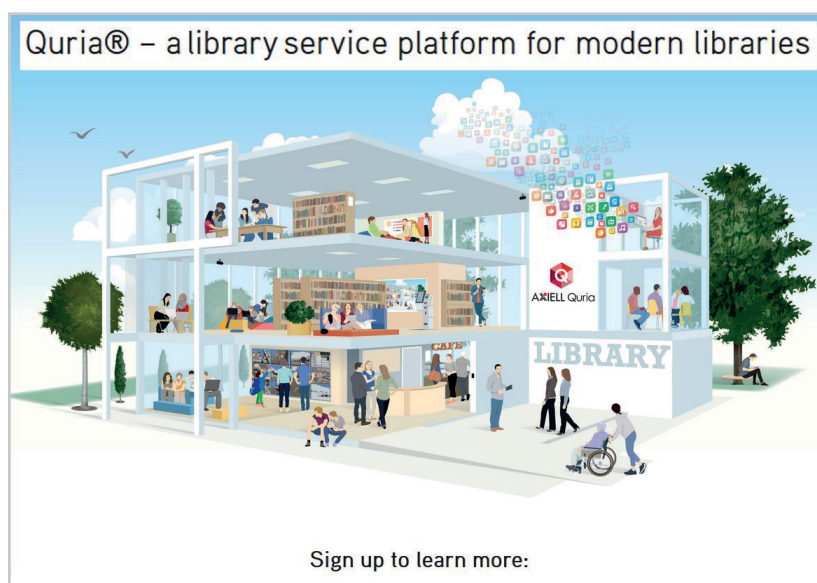 Quria® – a library service platform for modern libraries
AXIELL Quria
CAFE
LIBRARY
Sign up to learn more: